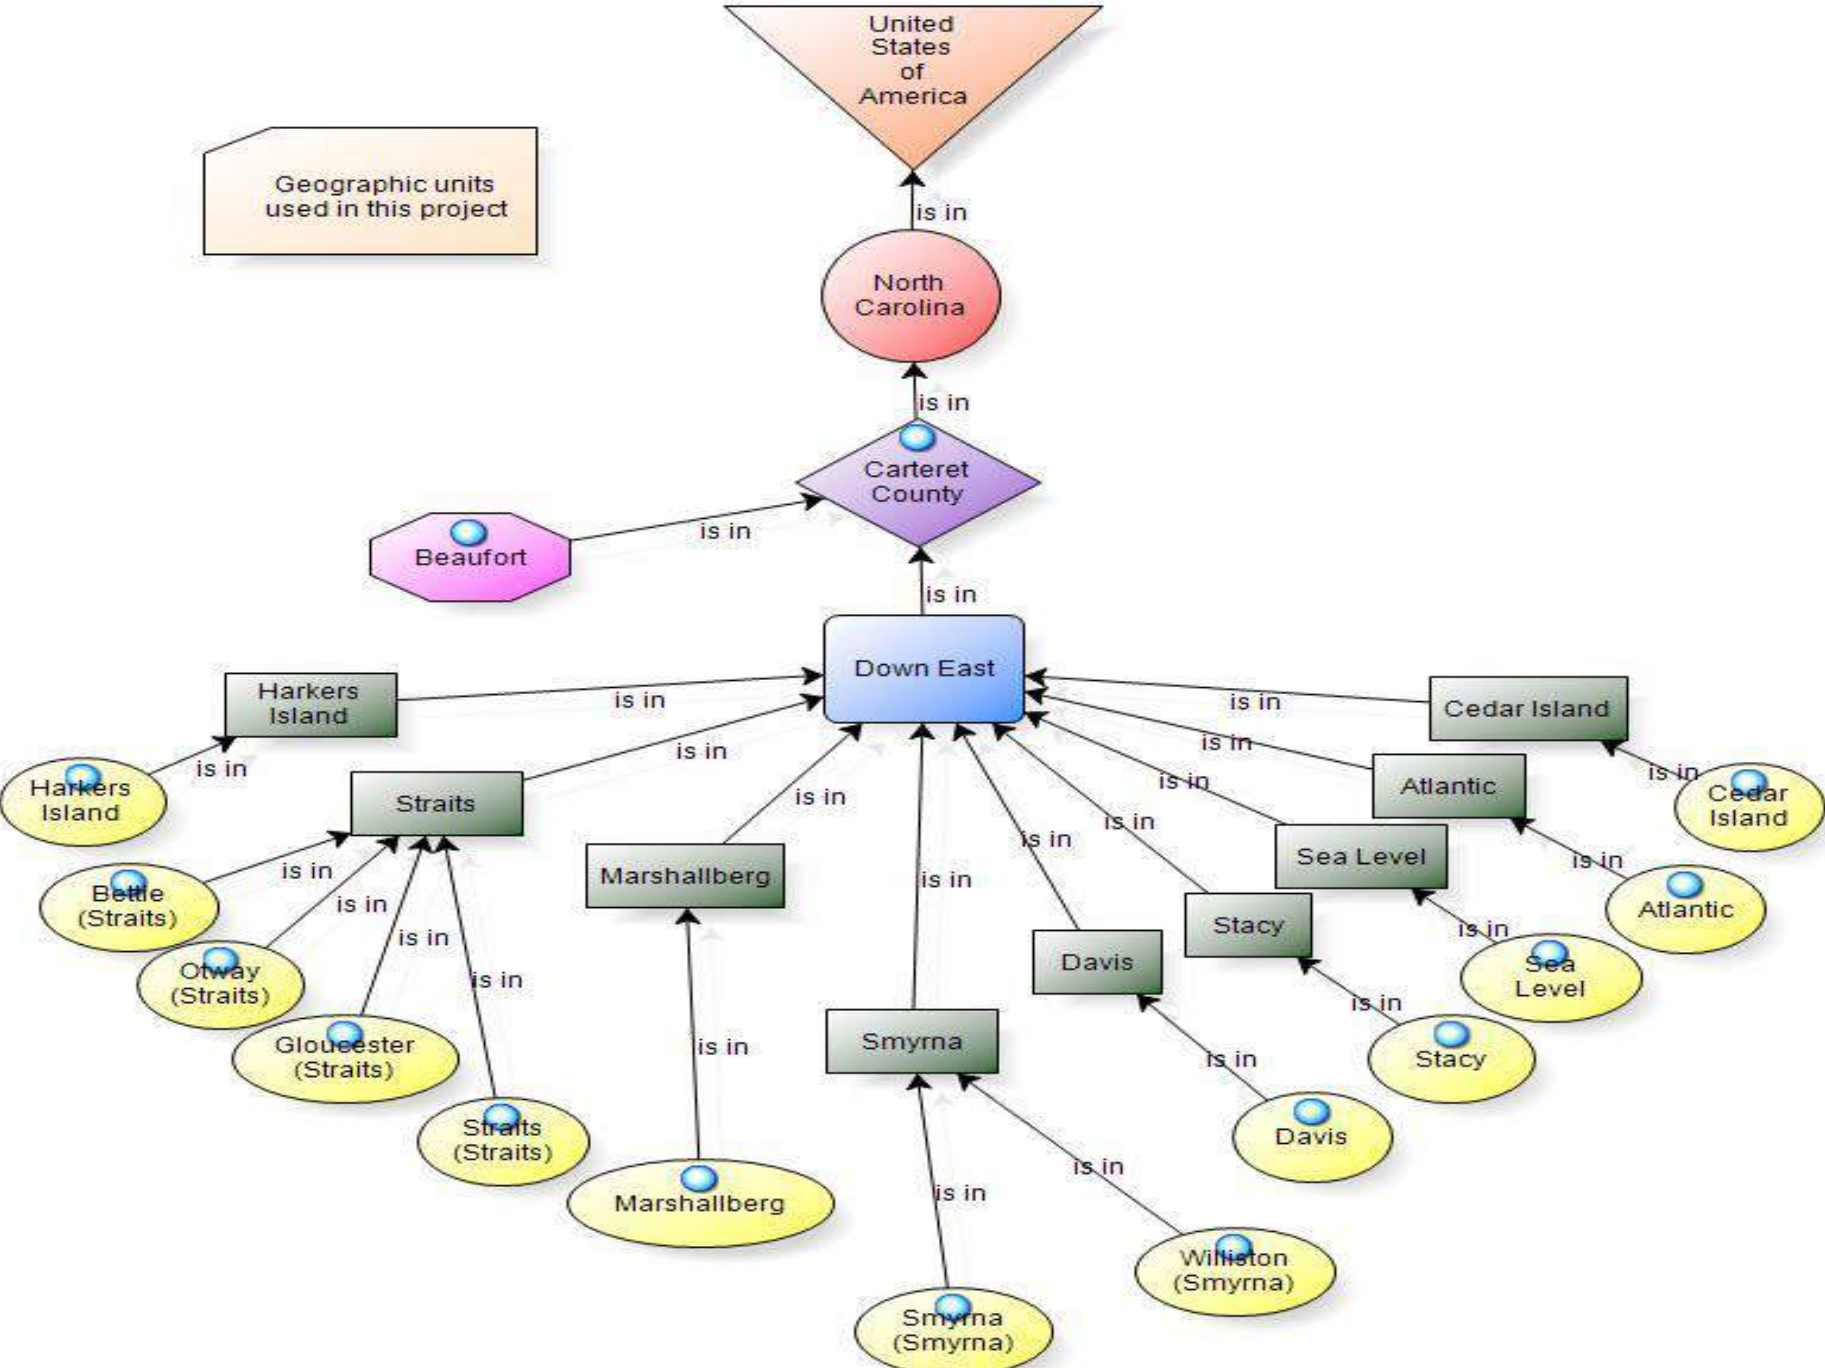 United
States
of
America
Geographic units
used in this project
is in
North
Carolina
is in
Carteret
County
is in
Beaufort
is in
Down East
Harkers
Island
is in
is in
Cedar Island
is in
Straits
is in
is in
Atlantic
is in
Harkers
Island
is in
Marshallberg
is in
is in
Sea Level
is in
Cedar
Island
Bettie
(Straits)
is in
is in
is in
Stacy
is in
Atlantic
Otway
(Straits)
is in
is in
Davis
is in
Sea
Level
Gloucester
(Straits)
is in
is in
Smyrna
is in
Stacy
Straits
(Straits)
is in
Davis
Marshallberg
is in
is in
Williston
(Smyrna)
Smyrna
(Smyrna)